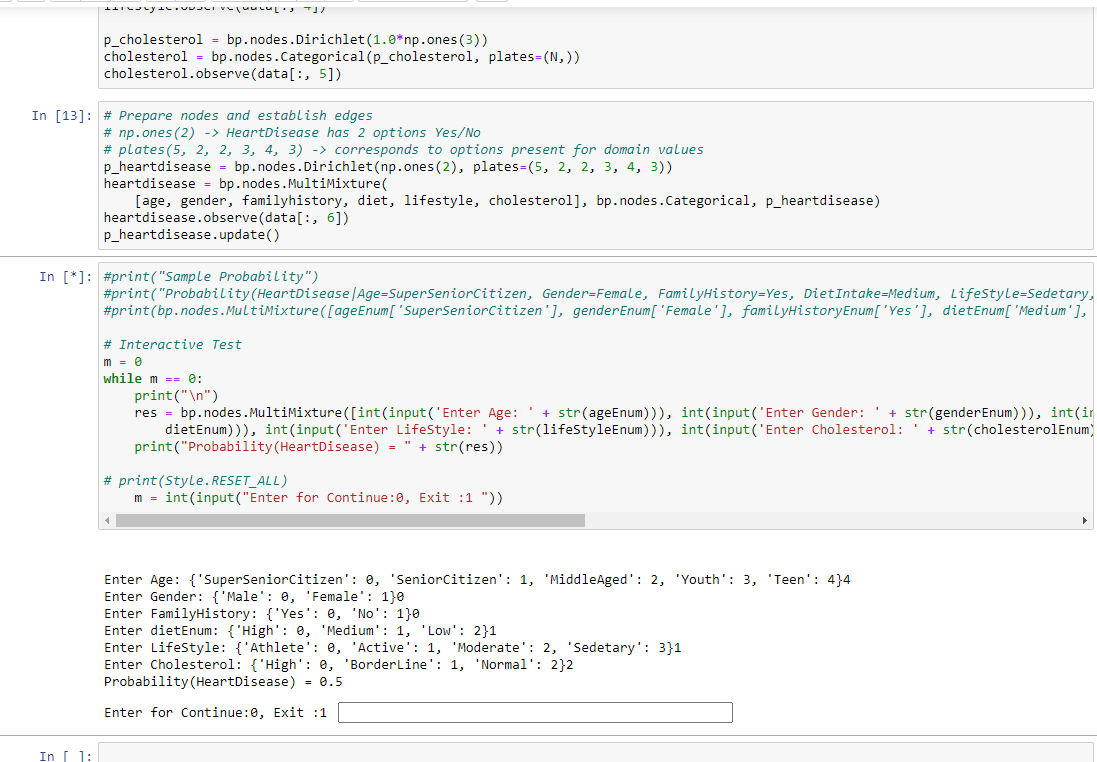 p_cholesterol = bp.nodes.Dirichlet(1.0*np.ones(3))
cholesterol = bp.nodes.Categorical(p_cholesterol, plates=(N,))
cholesterol.observe(data[:, 5])
In [13]:
# Prepare nodes and establish edges
# np.ones(2) -> HeartDisease has 2 options Yes/No
# plates(5, 2, 2, 3, 4, 3) -> corresponds to options present for domain values
p_heartdisease = bp.nodes.Dirichlet(np.ones(2), plates=(5, 2, 2, 3, 4, 3))
heartdisease = bp.nodes.MultiMixture(
[age, gender, familyhistory, diet, lifestyle, cholesterol], bp.nodes.Categorical, p_heartdisease)
heartdisease.observe(data[:, 6])
p_heartdisease.update()
In [*]:
#print("Sample Probability")
#print("Probability(HeartDisease|Age=SuperSeniorCitizen, Gender=Female, FamilyHistory=Yes, DietIntake=Medium, LifeStyle=Sedetary,
#print(bp.nodes.MultiMixture([ageEnum['SuperSeniorCitizen'], genderEnum['Female'], familyHistoryEnum['Yes'], dietEnum['Medium'],
# Interactive Test
m = 0
while m == 0:
print("\n")
res = bp.nodes.MultiMixture([int(input('Enter Age: ' + str(ageEnum))), int(input('Enter Gender: ' + str(genderEnum))), int(in
dietEnum))), int(input('Enter LifeStyle: ' + str(lifeStyleEnum))), int(input('Enter Cholesterol: ' + str(cholesterolEnum)
print("Probability(HeartDisease) = " + str(res))
# print(Style.RESET_ALL)
m = int(input("Enter for Continue:0, Exit :1 "))
Enter Age: {'SuperSeniorCitizen': 0, 'SeniorCitizen': 1, 'MiddleAged': 2, 'Youth': 3, 'Teen': 4}4
Enter Gender: {'Male': 0, 'Female': 1}0
Enter FamilyHistory: {'Yes': 0, 'No': 1}0
Enter dietEnum: {'High': 0, 'Medium': 1, 'Low': 2}1
Enter LifeStyle: {'Athlete': 0, 'Active': 1, 'Moderate': 2, 'Sedetary': 3}1
Enter Cholesterol: {'High': 0, 'BorderLine': 1, 'Normal': 2}2
Probability(HeartDisease) = 0.5
Enter for Continue:0, Exit :1
In [ ]: